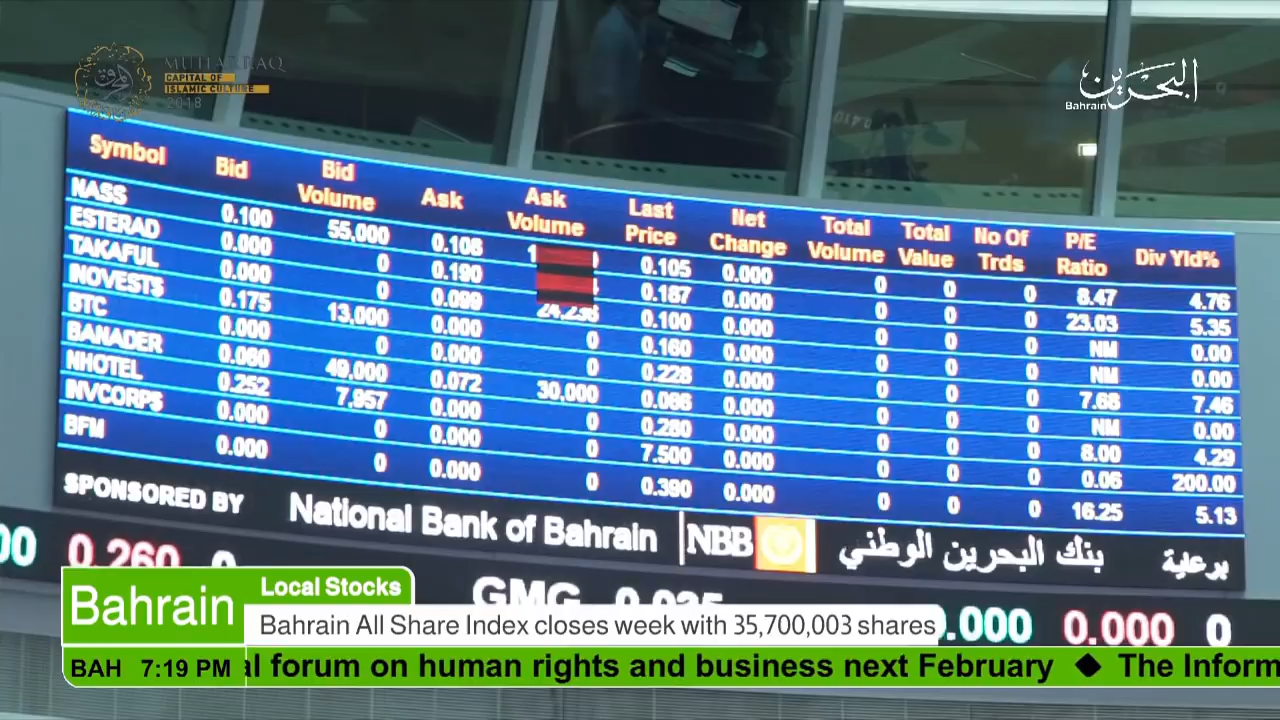 MUHARRAQ
CAPITAL OF
ISLAMIC CULTURE
2018
البحرين
Bahrain
Symbol Bid Bid Volume Ask Ask Volume Last Price Net Change Total Volume Total Value No Of Trds P/E Ratio Div Yld%
NASS 0.100 55,000 0.108 0.105 0.000 0 0 0 8.47 4.76
ESTERAD 0.000 0 0.190 0.187 0.000 0 0 0 23.03 5.35
TAKAFUL 0.000 0 0.099 0.100 0.000 0 0 0 NM 0.00
INOVEST$ 0.175 13,000 0.000 0 0.160 0.000 0 0 0 NM 0.00
BTC 0.000 0 0.000 0 0.228 0.000 0 0 0 7.68 7.46
BANADER 0.060 49,000 0.072 30,000 0.086 0.000 0 0 0 NM 0.00
NHOTEL 0.252 7,957 0.000 0 0.280 0.000 0 0 0 8.00 4.29
INVCORP$ 0.000 0 0.000 0 7.500 0.000 0 0 0 0.06 200.00
BFM 0.000 0 0.000 0 0.390 0.000 0 0 0 16.25 5.13
SPONSORED BY National Bank of Bahrain NBB بنك البحرين الوطني برعاية
00 0.260 0 GMG 0.035 0.000 0.000 0
Bahrain
Local Stocks
Bahrain All Share Index closes week with 35,700,003 shares
BAH 7:19 PM al forum on human rights and business next February ◆ The Inform